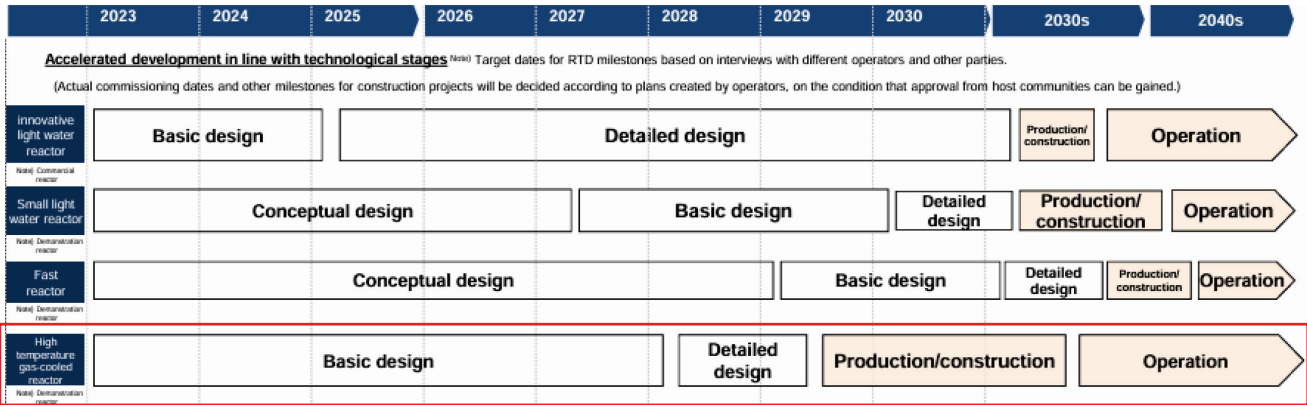 2023 2024 2025 2026 2027 2028 2029 2030 2030s 2040s
Accelerated development in line with technological stages Note) Target dates for RTD milestones based on interviews with different operators and other parties.
(Actual commissioning dates and other milestones for construction projects will be decided according to plans created by operators, on the condition that approval from host communities can be gained.)
innovative
light water
reactor
Note) Commercial
reactor
Basic design
Detailed design
Production/
construction
Operation
Small light
water reactor
Note) Demonstration
reactor
Conceptual design
Basic design
Detailed
design
Production/
construction
Operation
Fast
reactor
Note) Demonstration
reactor
Conceptual design
Basic design
Detailed
design
Production/
construction
Operation
High
temperature
gas-cooled
reactor
Note) Demonstration
reactor
Basic design
Detailed
design
Production/construction
Operation